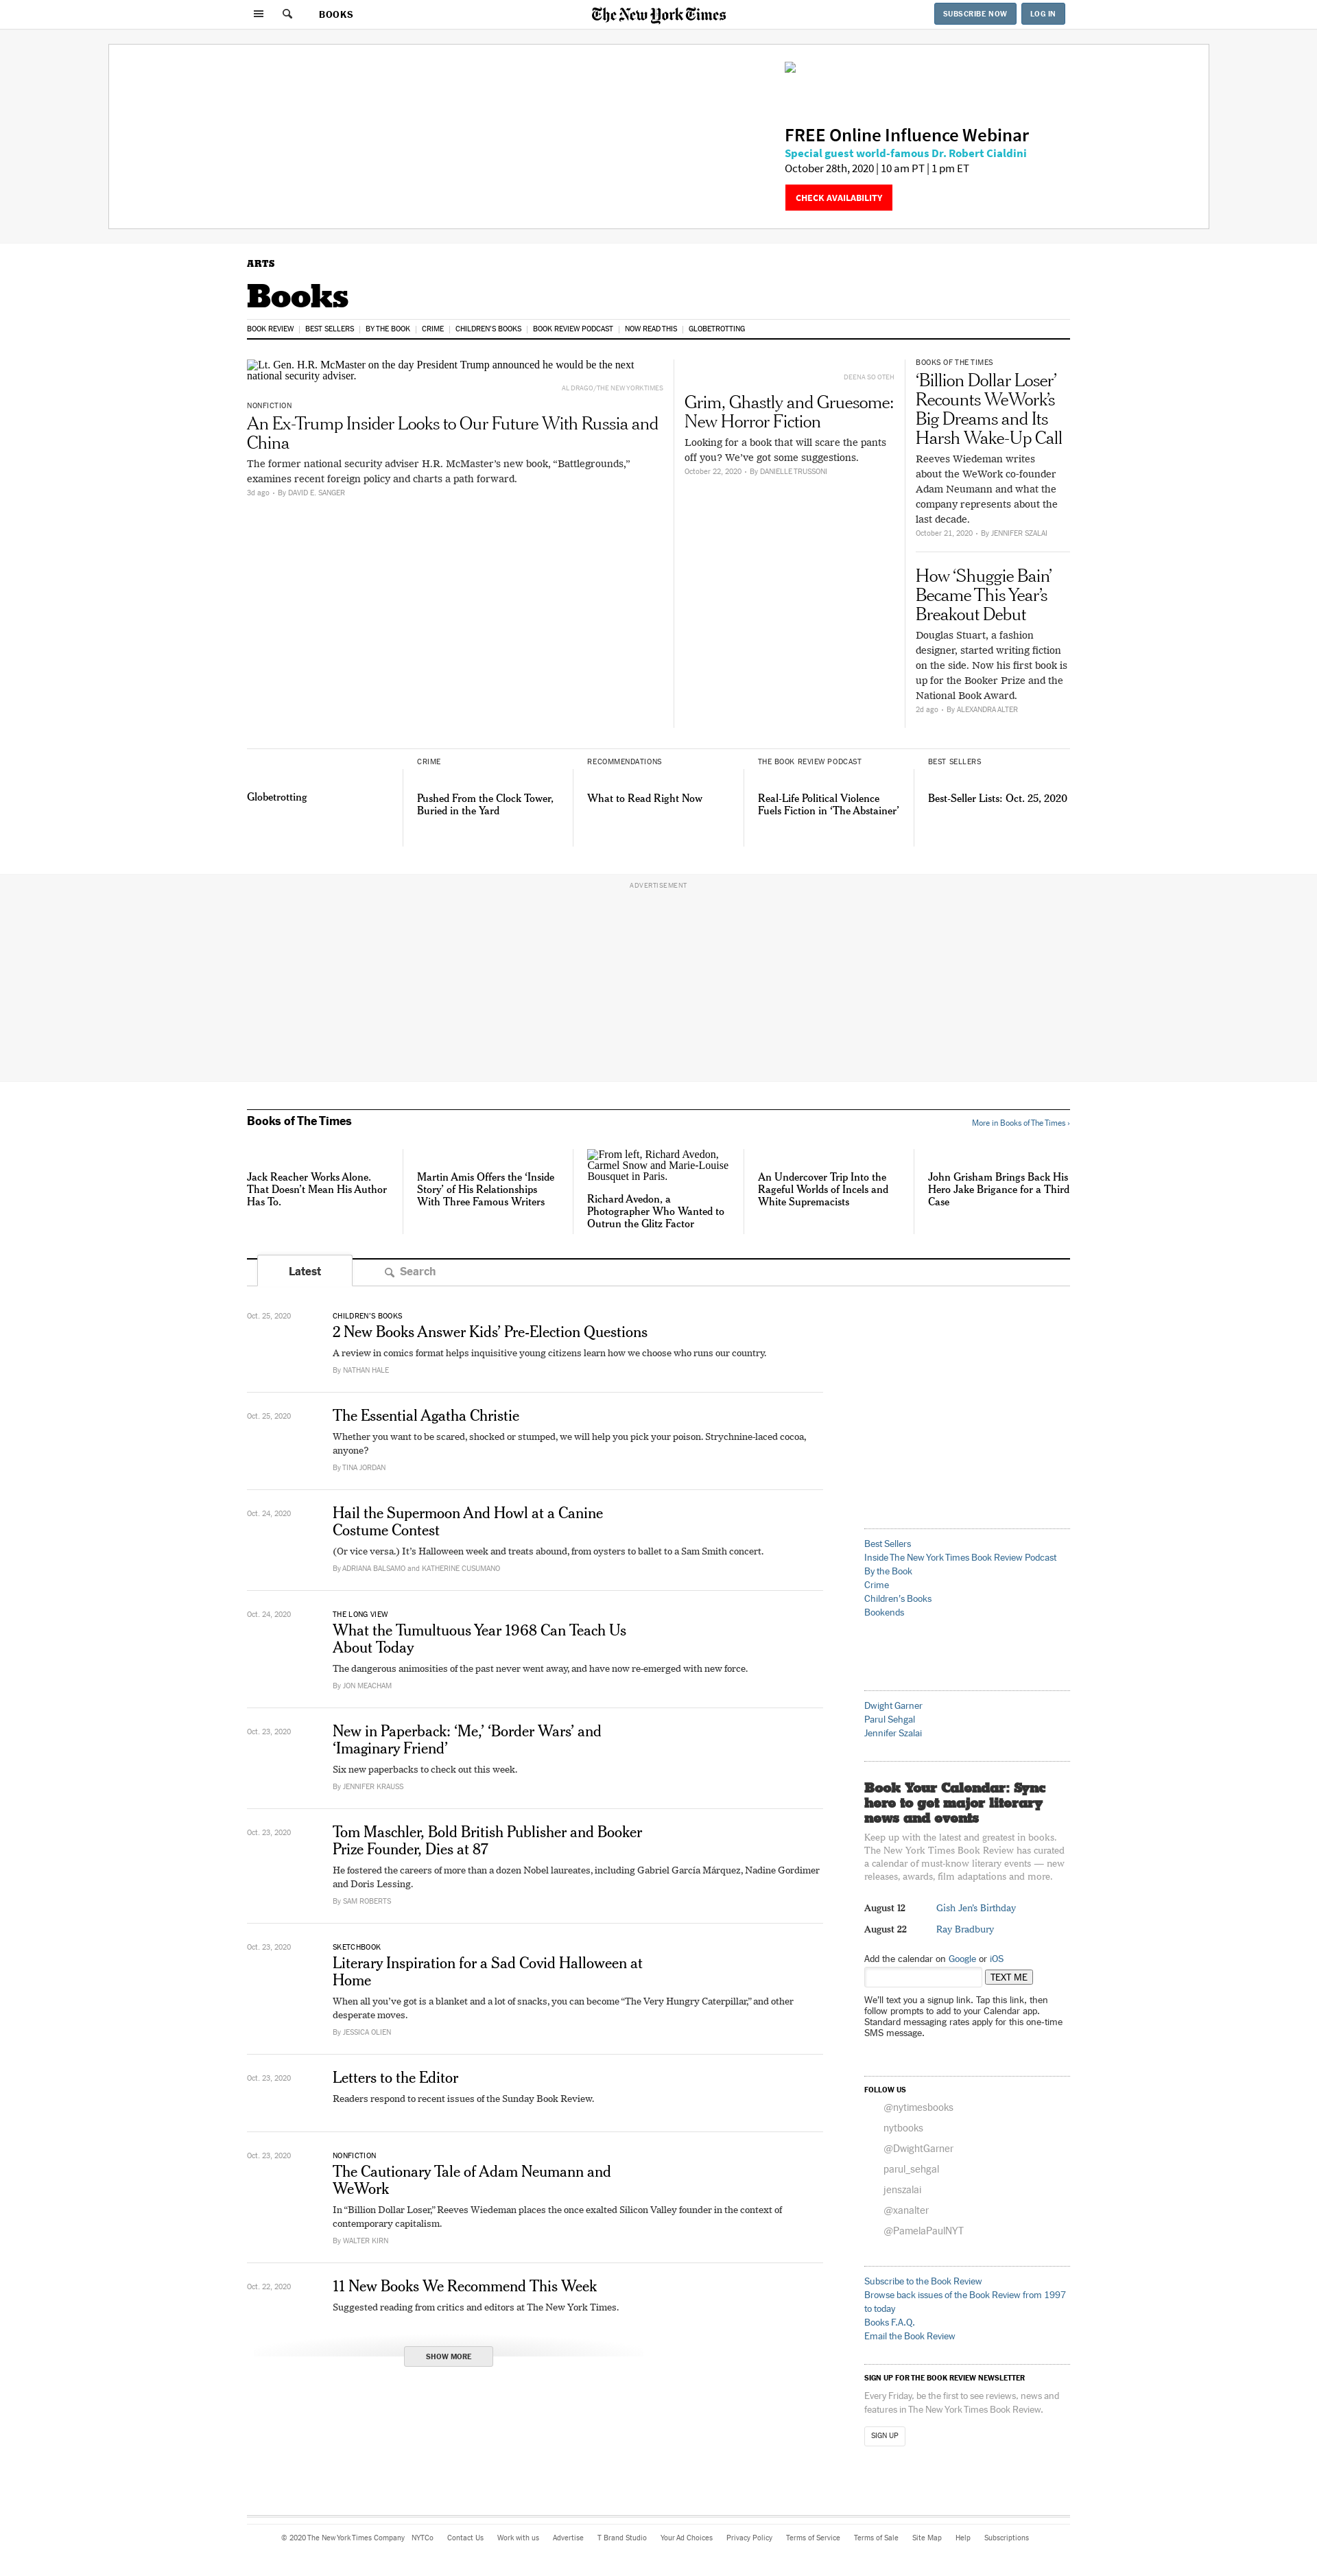 BOOKS
The New York Times
SUBSCRIBE NOW
LOG IN
FREE Online Influence Webinar
Special guest world-famous Dr. Robert Cialdini
October 28th, 2020 | 10 am PT | 1 pm ET
CHECK AVAILABILITY
ARTS
Books
BOOK REVIEW | BEST SELLERS | BY THE BOOK | CRIME | CHILDREN'S BOOKS | BOOK REVIEW PODCAST | NOW READ THIS | GLOBETROTTING
Lt. Gen. H.R. McMaster on the day President Trump announced he would be the next
national security adviser.
AL DRAGO/THE NEW YORK TIMES
NONFICTION
An Ex-Trump Insider Looks to Our Future With Russia and
China
The former national security adviser H.R. McMaster's new book, “Battlegrounds,”
examines recent foreign policy and charts a path forward.
3d ago • By DAVID E. SANGER
DEENA SO OTEH
Grim, Ghastly and Gruesome:
New Horror Fiction
Looking for a book that will scare the pants
off you? We’ve got some suggestions.
October 22, 2020 • By DANIELLE TRUSSONI
BOOKS OF THE TIMES
‘Billion Dollar Loser’
Recounts WeWork’s
Big Dreams and Its
Harsh Wake-Up Call
Reeves Wiedeman writes
about the WeWork co-founder
Adam Neumann and what the
company represents about the
last decade.
October 21, 2020 • By JENNIFER SZALAI
How ‘Shuggie Bain’
Became This Year’s
Breakout Debut
Douglas Stuart, a fashion
designer, started writing fiction
on the side. Now his first book is
up for the Booker Prize and the
National Book Award.
2d ago • By ALEXANDRA ALTER
Globetrotting
CRIME
Pushed From the Clock Tower,
Buried in the Yard
RECOMMENDATIONS
What to Read Right Now
THE BOOK REVIEW PODCAST
Real-Life Political Violence
Fuels Fiction in ‘The Abstainer’
BEST SELLERS
Best-Seller Lists: Oct. 25, 2020
ADVERTISEMENT
Books of The Times
More in Books of The Times ›
Jack Reacher Works Alone.
That Doesn’t Mean His Author
Has To.
Martin Amis Offers the ‘Inside
Story’ of His Relationships
With Three Famous Writers
From left, Richard Avedon,
Carmel Snow and Marie-Louise
Bousquet in Paris.
Richard Avedon, a
Photographer Who Wanted to
Outrun the Glitz Factor
An Undercover Trip Into the
Rageful Worlds of Incels and
White Supremacists
John Grisham Brings Back His
Hero Jake Brigance for a Third
Case
Latest
Search
Oct. 25, 2020
CHILDREN’S BOOKS
2 New Books Answer Kids’ Pre-Election Questions
A review in comics format helps inquisitive young citizens learn how we choose who runs our country.
By NATHAN HALE
Oct. 25, 2020
The Essential Agatha Christie
Whether you want to be scared, shocked or stumped, we will help you pick your poison. Strychnine-laced cocoa,
anyone?
By TINA JORDAN
Oct. 24, 2020
Hail the Supermoon And Howl at a Canine
Costume Contest
(Or vice versa.) It’s Halloween week and treats abound, from oysters to ballet to a Sam Smith concert.
By ADRIANA BALSAMO and KATHERINE CUSUMANO
Oct. 24, 2020
THE LONG VIEW
What the Tumultuous Year 1968 Can Teach Us
About Today
The dangerous animosities of the past never went away, and have now re-emerged with new force.
By JON MEACHAM
Oct. 23, 2020
New in Paperback: ‘Me,’ ‘Border Wars’ and
‘Imaginary Friend’
Six new paperbacks to check out this week.
By JENNIFER KRAUSS
Oct. 23, 2020
Tom Maschler, Bold British Publisher and Booker
Prize Founder, Dies at 87
He fostered the careers of more than a dozen Nobel laureates, including Gabriel García Márquez, Nadine Gordimer
and Doris Lessing.
By SAM ROBERTS
Oct. 23, 2020
SKETCHBOOK
Literary Inspiration for a Sad Covid Halloween at
Home
When all you’ve got is a blanket and a lot of snacks, you can become “The Very Hungry Caterpillar,” and other
desperate moves.
By JESSICA OLIEN
Oct. 23, 2020
Letters to the Editor
Readers respond to recent issues of the Sunday Book Review.
Oct. 23, 2020
NONFICTION
The Cautionary Tale of Adam Neumann and
WeWork
In “Billion Dollar Loser,” Reeves Wiedeman places the once exalted Silicon Valley founder in the context of
contemporary capitalism.
By WALTER KIRN
Oct. 22, 2020
11 New Books We Recommend This Week
Suggested reading from critics and editors at The New York Times.
SHOW MORE
Best Sellers
Inside The New York Times Book Review Podcast
By the Book
Crime
Children's Books
Bookends
Dwight Garner
Parul Sehgal
Jennifer Szalai
Book Your Calendar: Sync
here to get major literary
news and events
Keep up with the latest and greatest in books.
The New York Times Book Review has curated
a calendar of must-know literary events — new
releases, awards, film adaptations and more.
August 12 Gish Jen’s Birthday
August 22 Ray Bradbury
Add the calendar on Google or iOS
TEXT ME
We’ll text you a signup link. Tap this link, then
follow prompts to add to your Calendar app.
Standard messaging rates apply for this one-time
SMS message.
FOLLOW US
@nytimesbooks
nytbooks
@DwightGarner
parul_sehgal
jenszalai
@xanalter
@PamelaPaulNYT
Subscribe to the Book Review
Browse back issues of the Book Review from 1997
to today
Books F.A.Q.
Email the Book Review
SIGN UP FOR THE BOOK REVIEW NEWSLETTER
Every Friday, be the first to see reviews, news and
features in The New York Times Book Review.
SIGN UP
© 2020 The New York Times Company NYTCo Contact Us Work with us Advertise T Brand Studio Your Ad Choices Privacy Policy Terms of Service Terms of Sale Site Map Help Subscriptions